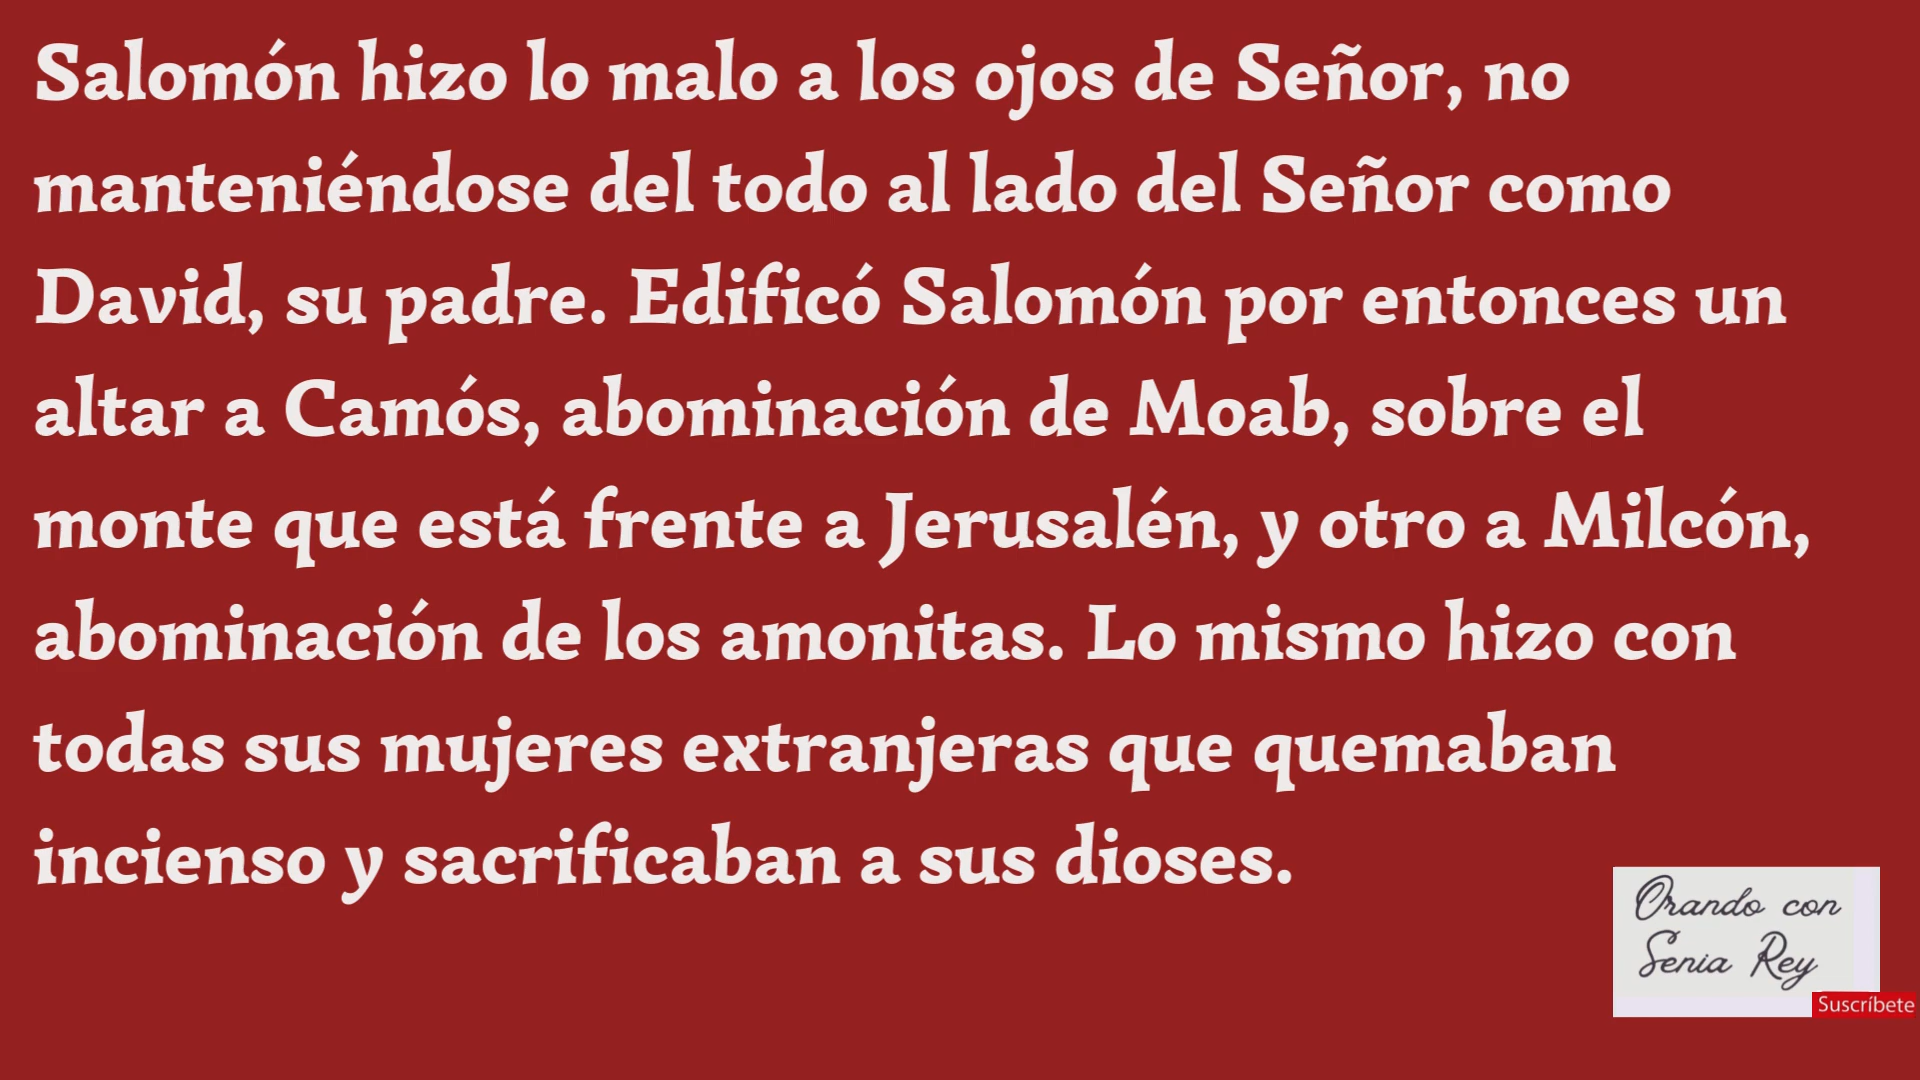 Salomón hizo lo malo a los ojos de Señor, no
manteniéndose del todo al lado del Señor como
David, su padre. Edificó Salomón por entonces un
altar a Camós, abominación de Moab, sobre el
monte que está frente a Jerusalén, y otro a Milcón,
abominación de los amonitas. Lo mismo hizo con
todas sus mujeres extranjeras que quemaban
incienso y sacrificaban a sus dioses.
Orando con
Senia Rey
Suscríbete